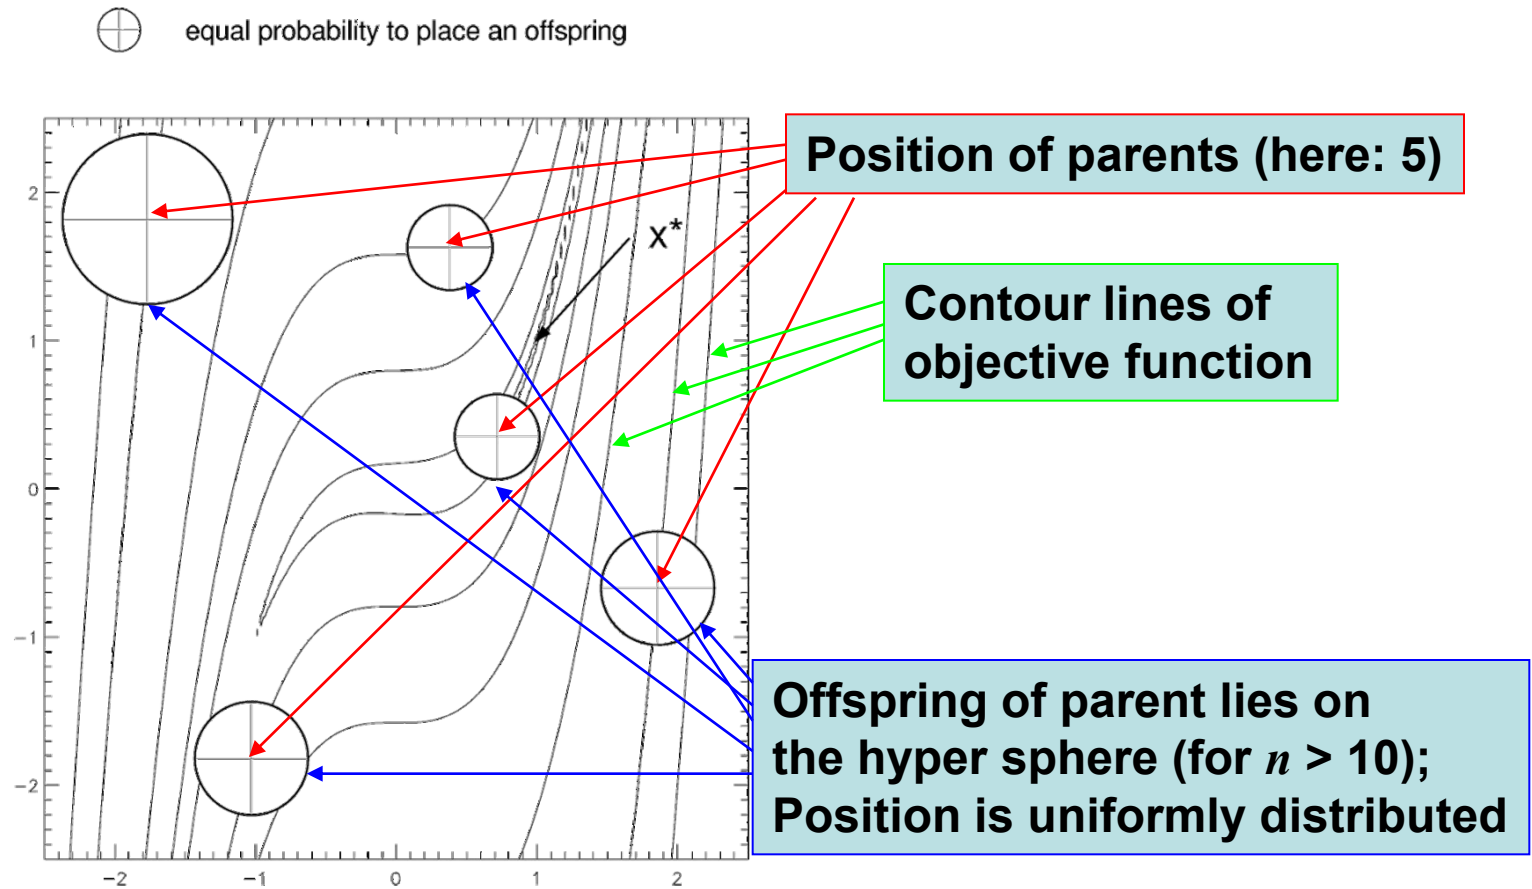 equal probability to place an offspring
Position of parents (here: 5)
x*
Contour lines of
objective function
Offspring of parent lies on
the hyper sphere (for n > 10);
Position is uniformly distributed
2
1
0
−1
−2
−2 −1 0 1 2